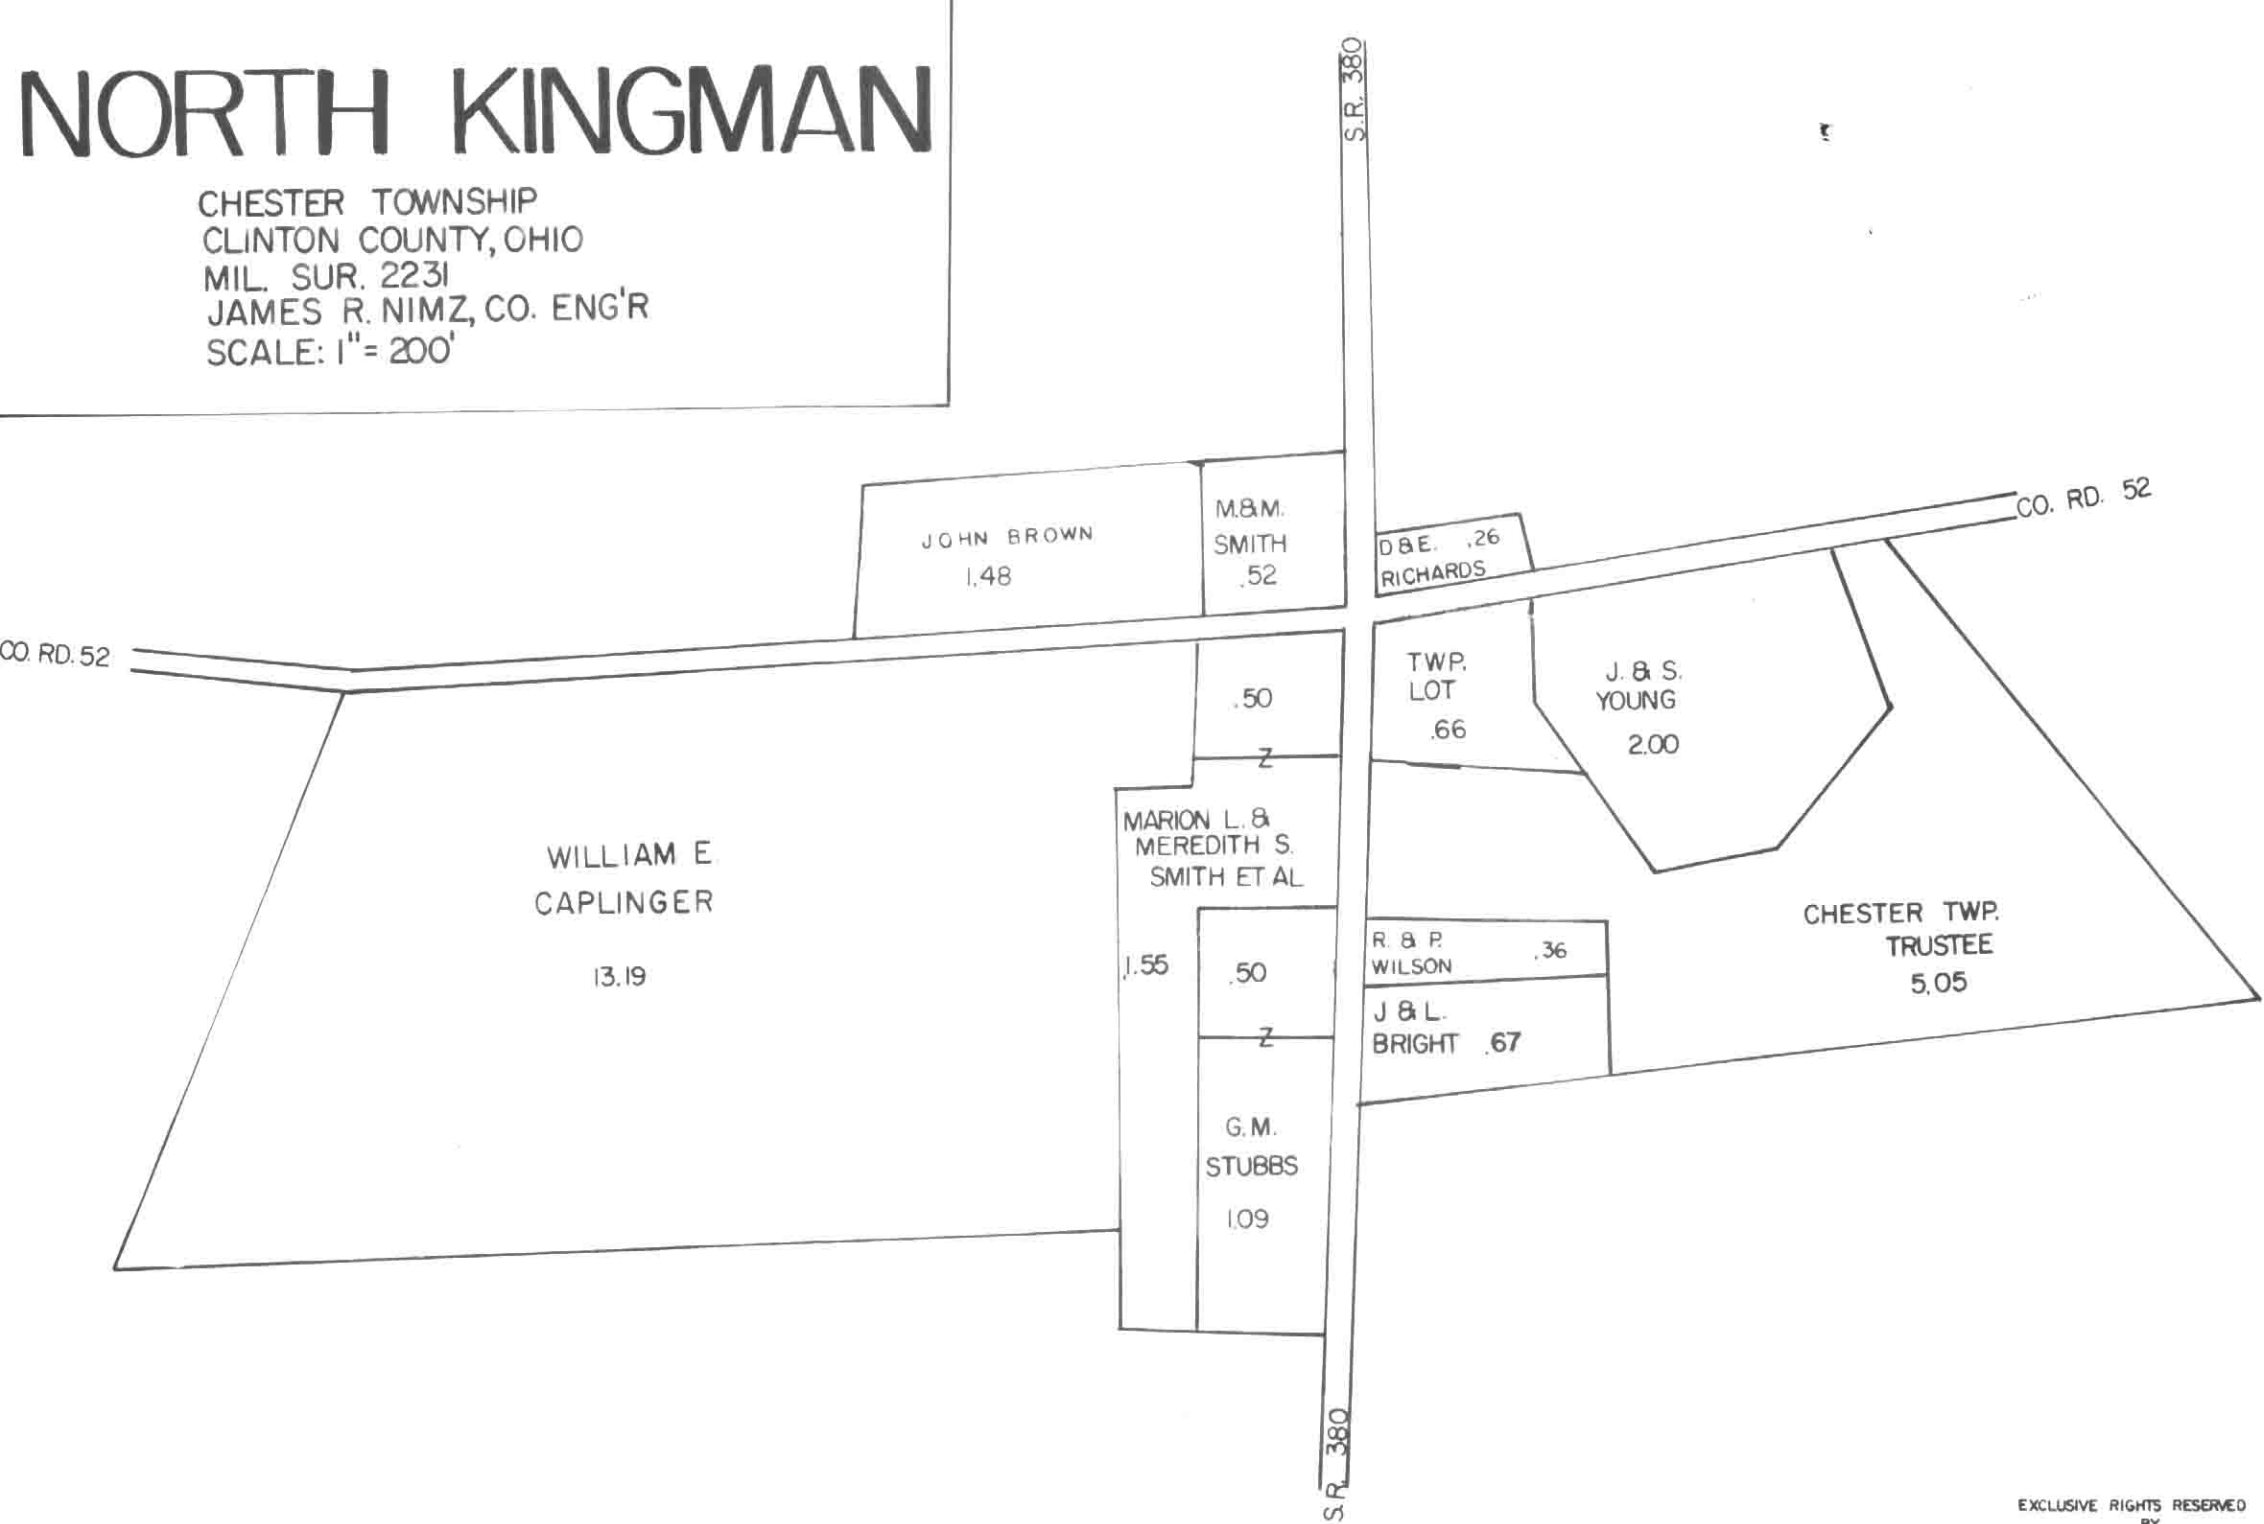 NORTH KINGMAN
CHESTER TOWNSHIP
CLINTON COUNTY, OHIO
MIL. SUR. 2231
JAMES R. NIMZ, CO. ENG'R
SCALE: 1"= 200'
S.R. 380
CO. RD. 52
JOHN BROWN
1.48
M.&M.
SMITH
.52
D&E. .26
RICHARDS
CO. RD. 52
.50
Z
TWP.
LOT
.66
J. & S.
YOUNG
2.00
WILLIAM E.
CAPLINGER
13.19
MARION L. &
MEREDITH S.
SMITH ET AL
1.55
.50
Z
R. & P. .36
WILSON
J & L.
BRIGHT .67
CHESTER TWP.
TRUSTEE
5.05
G.M.
STUBBS
1.09
S.R. 380
EXCLUSIVE RIGHTS RESERVED
BY